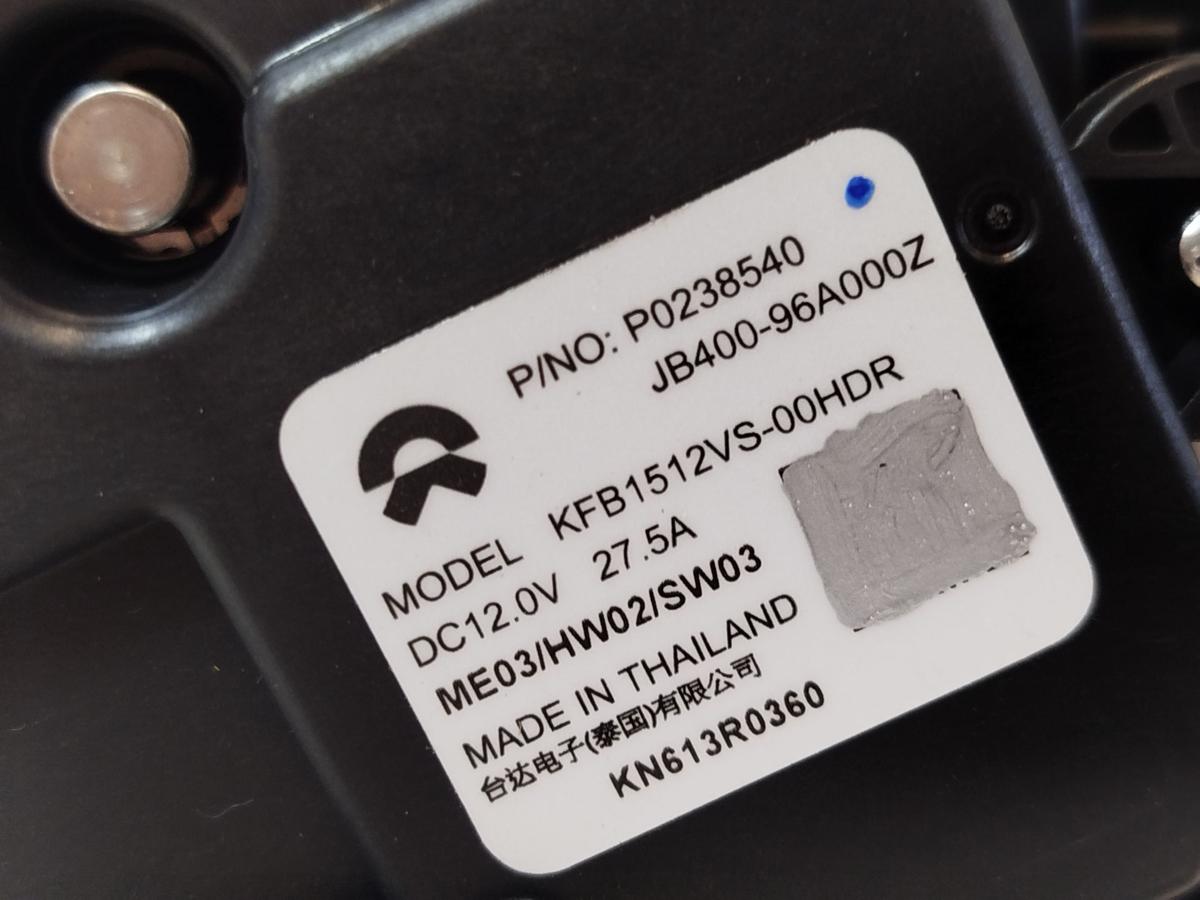 P/NO: P0238540
JB400-96A000Z
MODEL KFB1512VS-00HDR
DC12.0V 27.5A
ME03/HW02/SW03
MADE IN THAILAND
台达电子(泰国)有限公司
KN613R0360